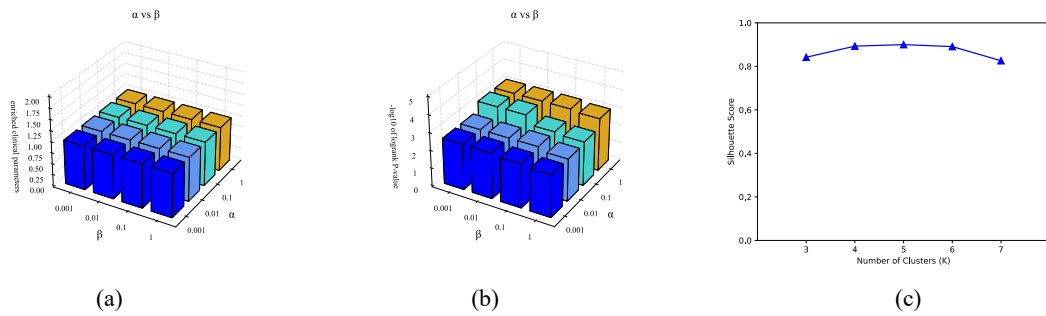 α vs β
enriched clinical parameters
2.00
1.75
1.50
1.25
1.00
0.75
0.50
0.25
0.00
0.001
0.01
0.1
1
β
0.001
0.01
0.1
1
α
(a)
α vs β
-log10 of logrank P-value
5
4
3
2
1
0
0.001
0.01
0.1
1
β
0.001
0.01
0.1
1
α
(b)
Silhouette Score
1.0
0.8
0.6
0.4
0.2
0.0
3 4 5 6 7
Number of Clusters (K)
(c)